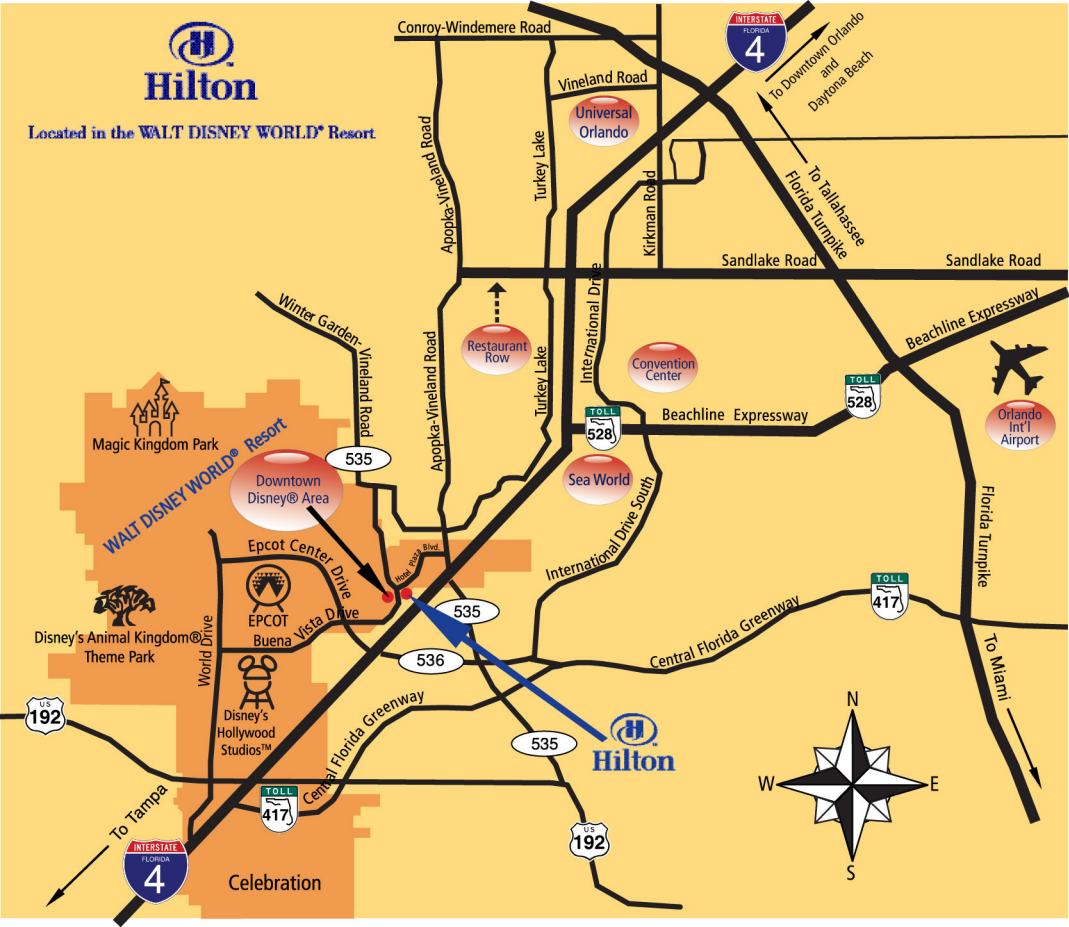 Hilton
Located in the WALT DISNEY WORLD® Resort
Conroy-Windemere Road
INTERSTATE
FLORIDA
4
To Downtown Orlando
and
Daytona Beach
Vineland Road
Universal
Orlando
Apopka-Vineland Road
Turkey Lake
Kirkman Road
To Tallahassee
Florida Turnpike
Sandlake Road
Sandlake Road
Winter Garden-
Vineland Road
Restaurant
Row
International Drive
Beachline Expressway
Apopka-Vineland Road
Turkey Lake
Convention
Center
TOLL
528
Orlando
Int'l
Airport
TOLL
528
Beachline Expressway
Magic Kingdom Park
WALT DISNEY WORLD® Resort
535
Downtown
Disney® Area
Sea World
International Drive South
Florida Turnpike
Epcot Center Drive
Hotel Plaza Blvd.
EPCOT
Buena Vista Drive
535
TOLL
417
Disney's Animal Kingdom®
Theme Park
World Drive
536
Central Florida Greenway
To Miami
Disney's
Hollywood
Studios™
US
192
Central Florida Greenway
535
Hilton
N
W
E
S
TOLL
417
US
192
To Tampa
INTERSTATE
FLORIDA
4
Celebration